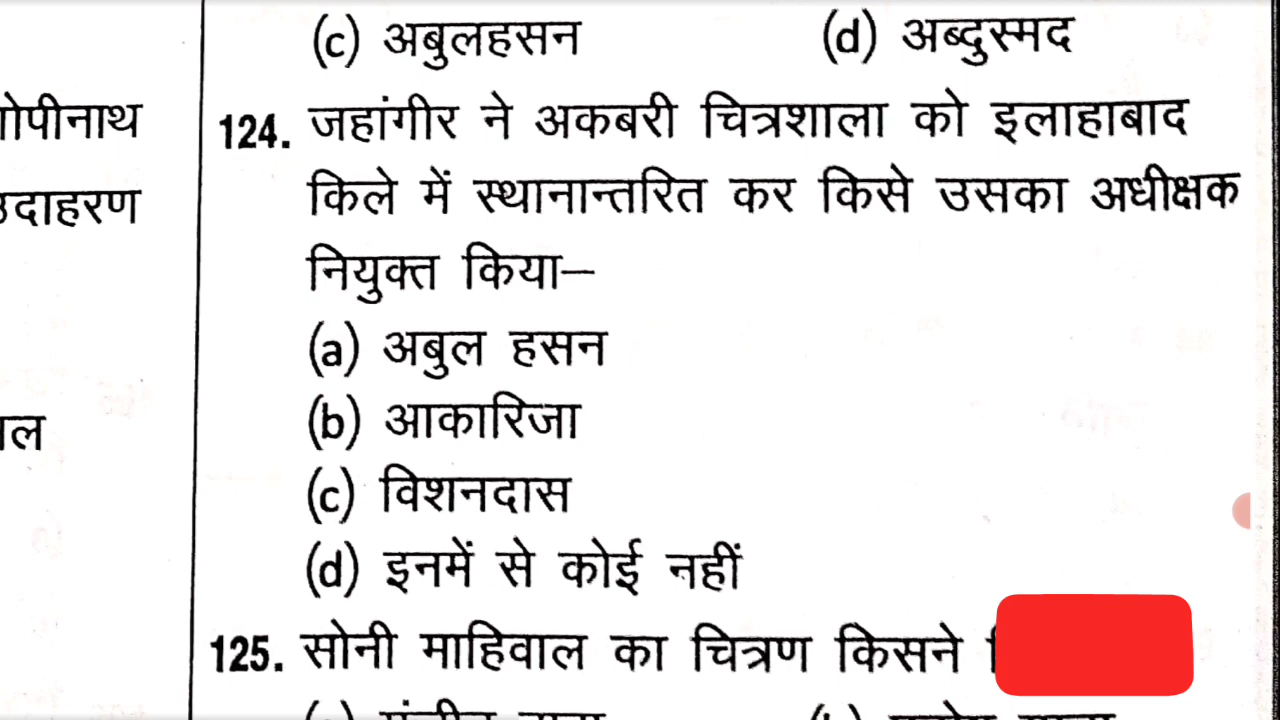 (c) अबुलहसन (d) अब्दुस्मद
गोपीनाथ
124. जहांगीर ने अकबरी चित्रशाला को इलाहाबाद
उदाहरण
किले में स्थानान्तरित कर किसे उसका अधीक्षक
नियुक्त किया–
(a) अबुल हसन
(b) आकारिजा
(c) विशनदास
(d) इनमें से कोई नहीं
125. सोनी माहिवाल का चित्रण किसने